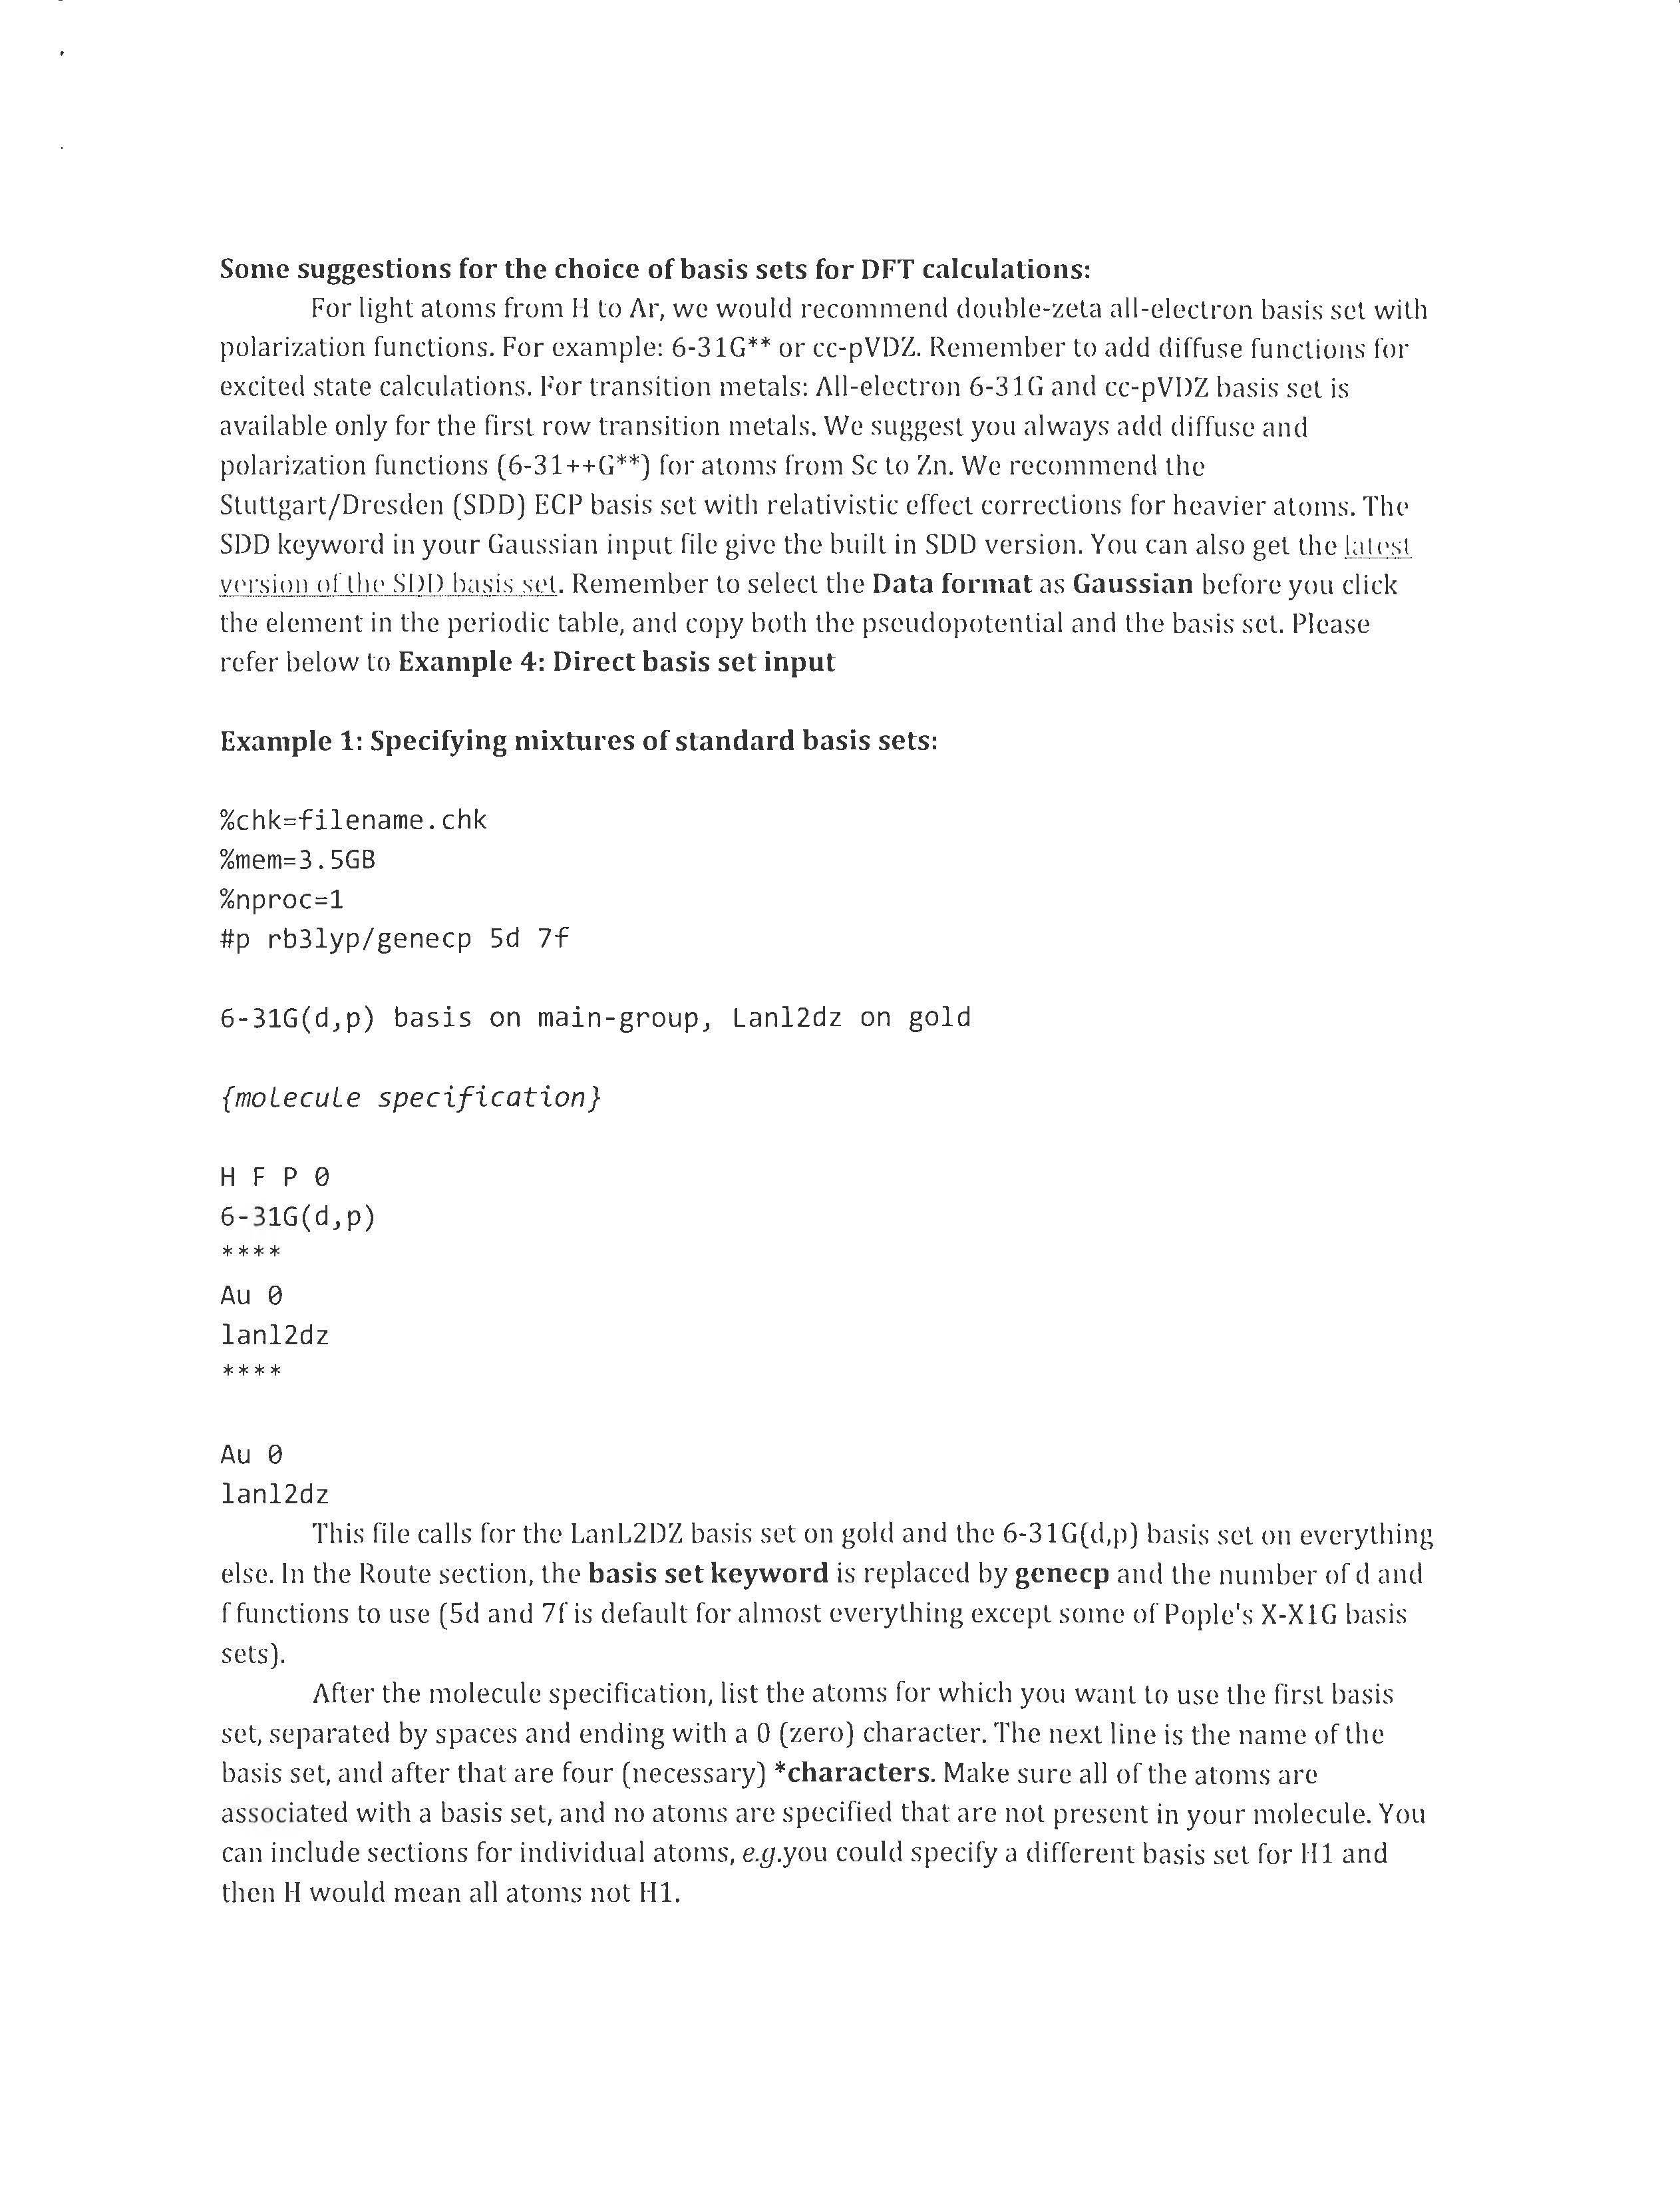 Some suggestions for the choice of basis sets for DFT calculations:
For light atoms from H to Ar, we would recommend double-zeta all-electron basis set with
polarization functions. For example: 6-31G** or cc-pVDZ. Remember to add diffuse functions for
excited state calculations. For transition metals: All-electron 6-31G and cc-pVDZ basis set is
available only for the first row transition metals. We suggest you always add diffuse and
polarization functions (6-31++G**) for atoms from Sc to Zn. We recommend the
Stuttgart/Dresden (SDD) ECP basis set with relativistic effect corrections for heavier atoms. The
SDD keyword in your Gaussian input file give the built in SDD version. You can also get the latest
version of the SDD basis set. Remember to select the Data format as Gaussian before you click
the element in the periodic table, and copy both the pseudopotential and the basis set. Please
refer below to Example 4: Direct basis set input
Example 1: Specifying mixtures of standard basis sets:
%chk=filename.chk
%mem=3.5GB
%nproc=1
#p rb3lyp/genecp 5d 7f
6-31G(d,p) basis on main-group, Lanl2dz on gold
{molecule specification}
H F P 0
6-31G(d,p)
****
Au 0
lanl2dz
****
Au 0
lanl2dz
This file calls for the LanL2DZ basis set on gold and the 6-31G(d,p) basis set on everything
else. In the Route section, the basis set keyword is replaced by genecp and the number of d and
f functions to use (5d and 7f is default for almost everything except some of Pople's X-X1G basis
sets).
After the molecule specification, list the atoms for which you want to use the first basis
set, separated by spaces and ending with a 0 (zero) character. The next line is the name of the
basis set, and after that are four (necessary) *characters. Make sure all of the atoms are
associated with a basis set, and no atoms are specified that are not present in your molecule. You
can include sections for individual atoms, e.g.you could specify a different basis set for H1 and
then H would mean all atoms not H1.